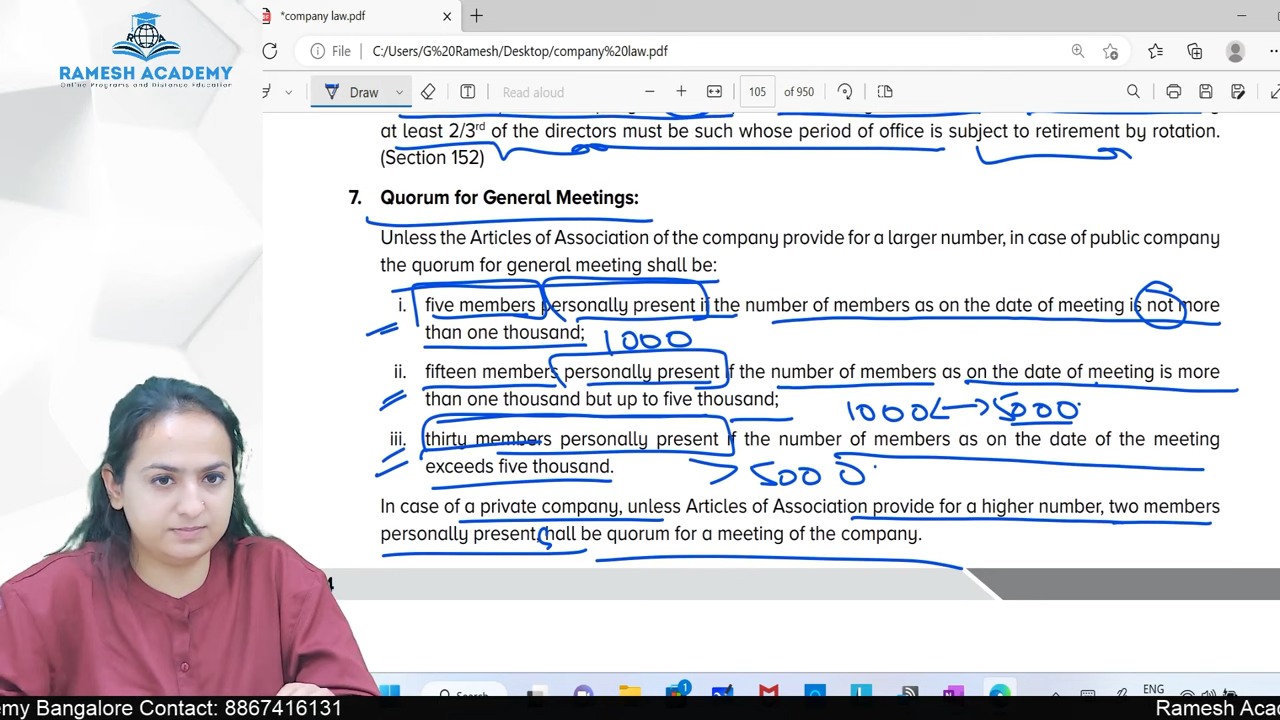 *company law.pdf
RAMESH ACADEMY
Online Programs and Distance Education
File C:/Users/G%20Ramesh/Desktop/company%20law.pdf
Draw Read aloud 105 of 950
at least 2/3rd of the directors must be such whose period of office is subject to retirement by rotation.
(Section 152)
7. Quorum for General Meetings:
Unless the Articles of Association of the company provide for a larger number, in case of public company
the quorum for general meeting shall be:
i. five members personally present if the number of members as on the date of meeting is not more
than one thousand; 1000
ii. fifteen members personally present if the number of members as on the date of meeting is more
than one thousand but up to five thousand; 1000 5000
iii. thirty members personally present if the number of members as on the date of the meeting
exceeds five thousand. 5000
In case of a private company, unless Articles of Association provide for a higher number, two members
personally present, shall be quorum for a meeting of the company.
4
Search 1 ENG
emy Bangalore Contact: 8867416131 Ramesh Acad